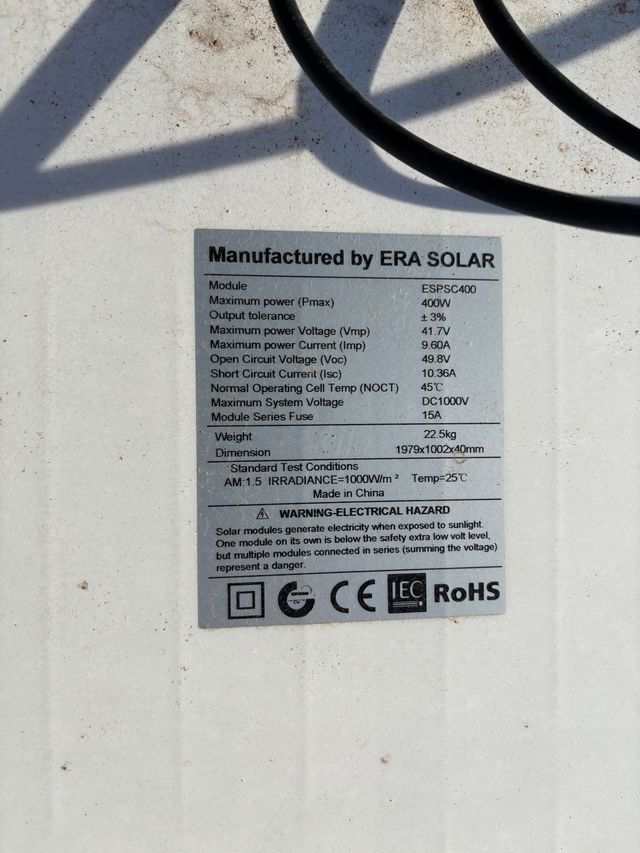 Manufactured by ERA SOLAR
Module ESPSC400
Maximum power (Pmax) 400W
Output tolerance ± 3%
Maximum power Voltage (Vmp) 41.7V
Maximum power Current (Imp) 9.60A
Open Circuit Voltage (Voc) 49.8V
Short Circuit Current (Isc) 10.36A
Normal Operating Cell Temp (NOCT) 45℃
Maximum System Voltage DC1000V
Module Series Fuse 15A
Weight 22.5kg
Dimension 1979x1002x40mm
Standard Test Conditions
AM:1.5 IRRADIANCE=1000W/m ² Temp=25℃
Made in China
⚠ WARNING-ELECTRICAL HAZARD
Solar modules generate electricity when exposed to sunlight.
One module on its own is below the safety extra low volt level,
but multiple modules connected in series (summing the voltage)
represent a danger.
CE IEC RoHS